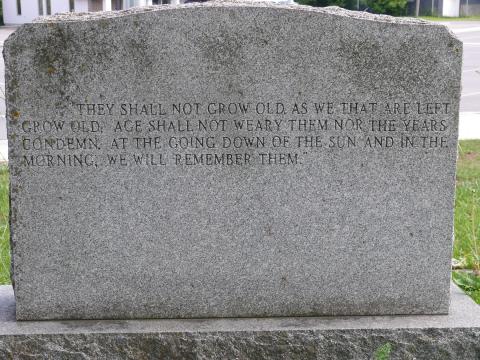 "THEY SHALL NOT GROW OLD, AS WE THAT ARE LEFT
GROW OLD, AGE SHALL NOT WEARY THEM NOR THE YEARS
CONDEMN, AT THE GOING DOWN OF THE SUN AND IN THE
MORNING, WE WILL REMEMBER THEM."